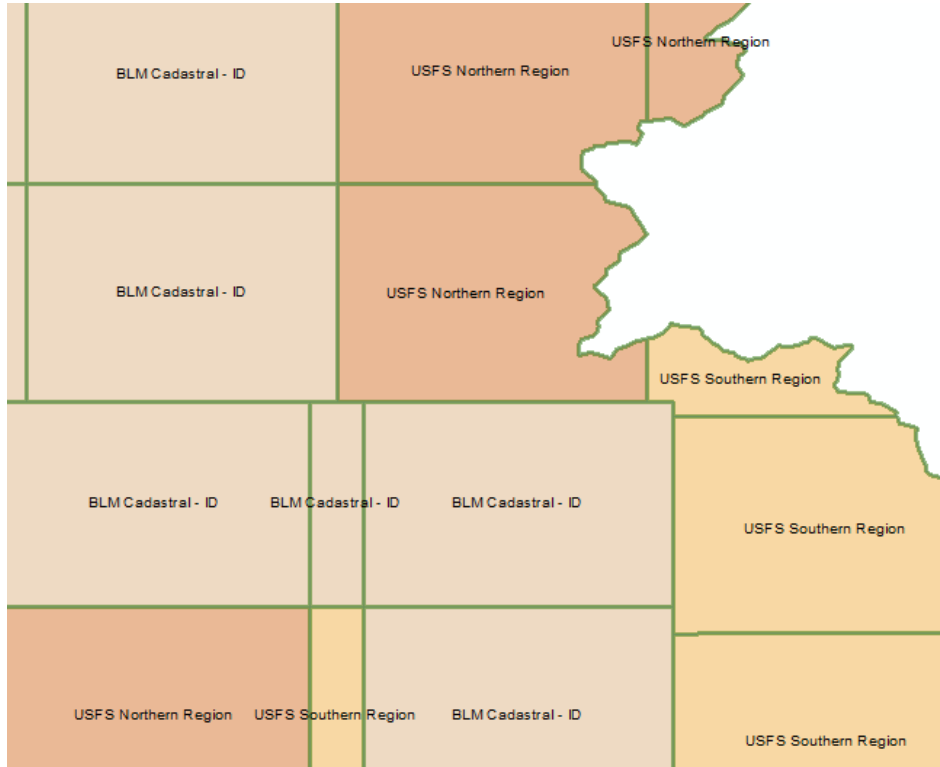 USFS Northern Region
BLM Cadastral - ID
USFS Northern Region
BLM Cadastral - ID
USFS Northern Region
USFS Southern Region
BLM Cadastral - ID
BLM Cadastral - ID
BLM Cadastral - ID
USFS Southern Region
USFS Northern Region
USFS Southern Region
BLM Cadastral - ID
USFS Southern Region